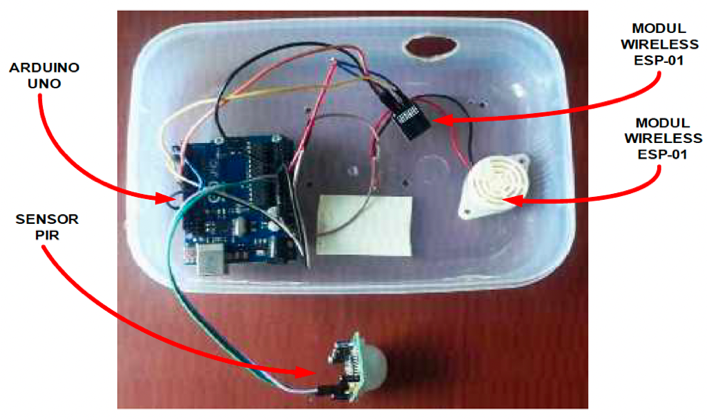 MODUL
WIRELESS
ESP-01
ARDUINO
UNO
MODUL
WIRELESS
ESP-01
SENSOR
PIR